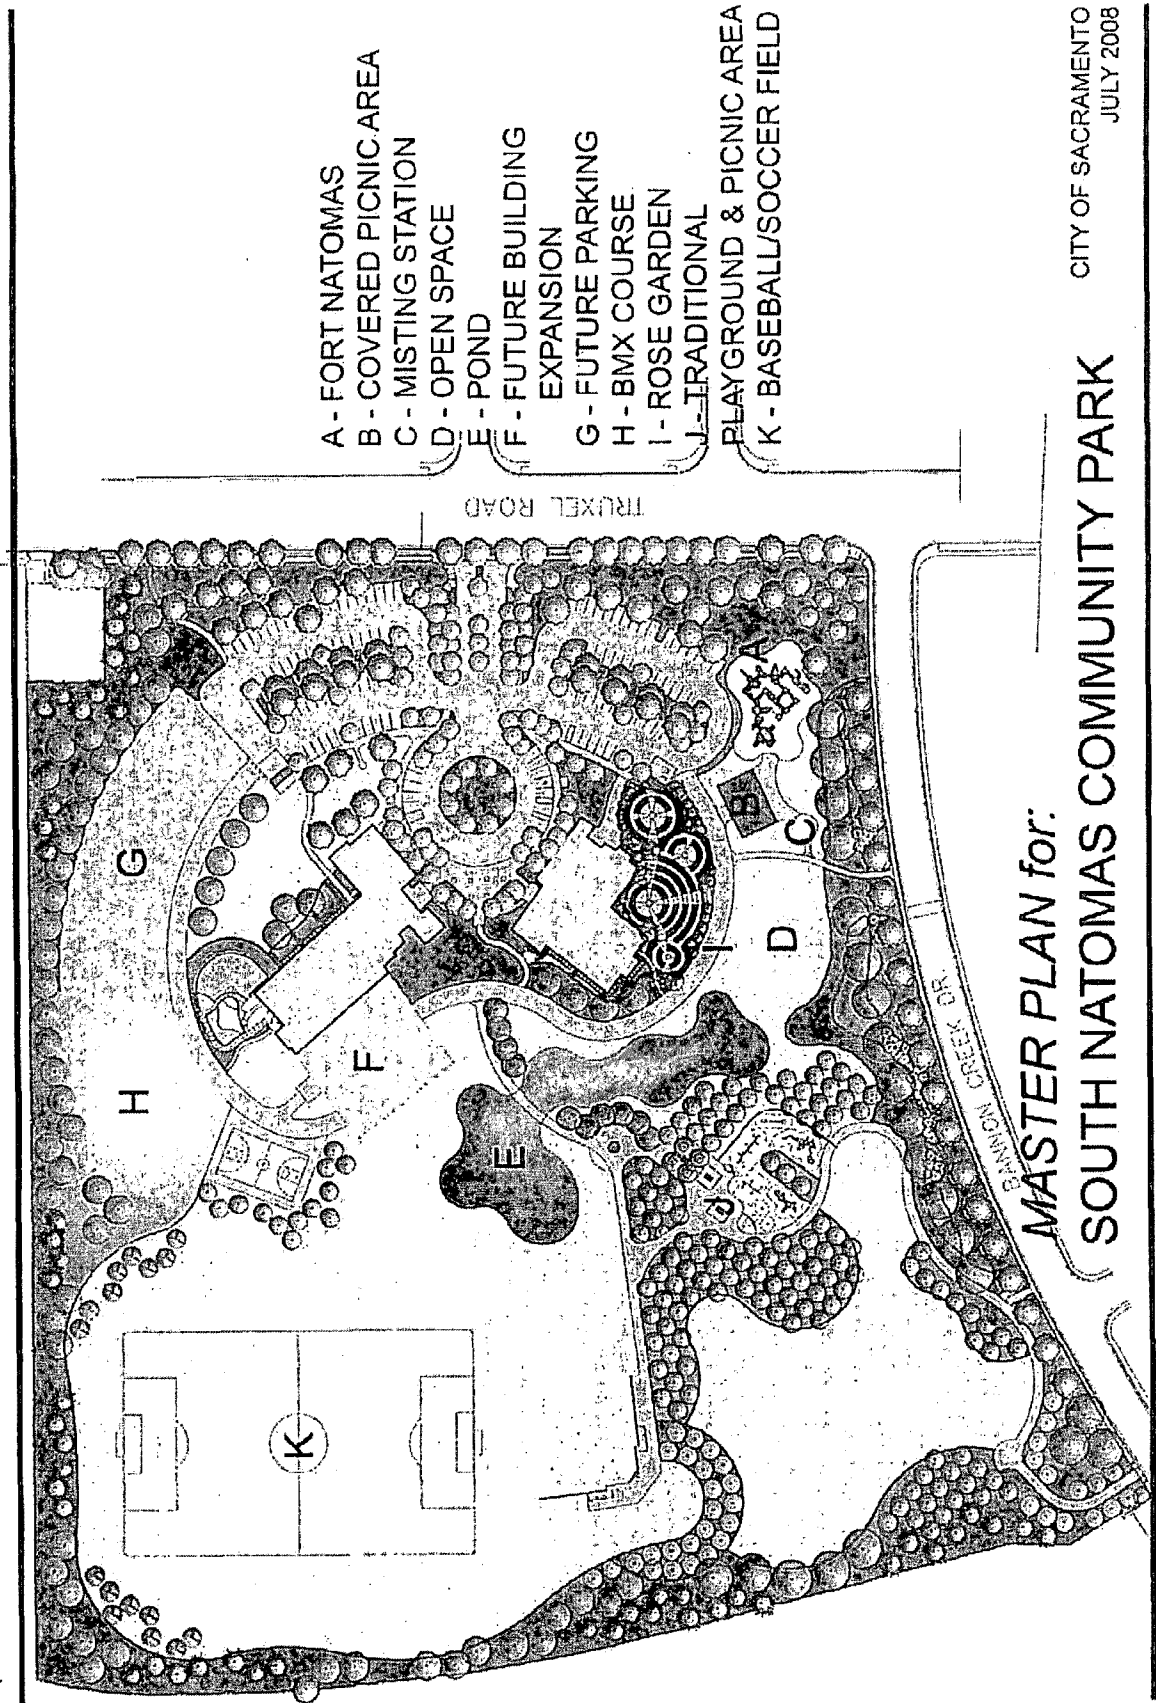 A - FORT NATOMAS
B - COVERED PICNIC AREA
C - MISTING STATION
D - OPEN SPACE
E - POND
F - FUTURE BUILDING
EXPANSION
G - FUTURE PARKING
H - BMX COURSE
I - ROSE GARDEN
J - TRADITIONAL
PLAYGROUND & PICNIC AREA
K - BASEBALL/SOCCER FIELD
TRUXEL ROAD
A
B
C
D
I
G
H
F
E
J
K
BANNON CREEK DR
MASTER PLAN for:
SOUTH NATOMAS COMMUNITY PARK
CITY OF SACRAMENTO
JULY 2008